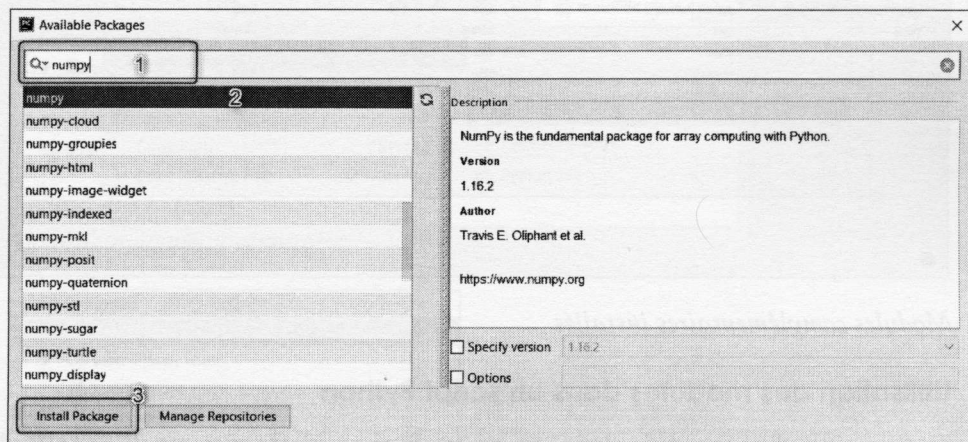 Available Packages
numpy
1
numpy
2
numpy-cloud
numpy-groupies
numpy-html
numpy-image-widget
numpy-indexed
numpy-mkl
numpy-posit
numpy-quaternion
numpy-stl
numpy-sugar
numpy-turtle
numpy_display
Description
NumPy is the fundamental package for array computing with Python.
Version
1.16.2
Author
Travis E. Oliphant et al.
https://www.numpy.org
Specify version
1.16.2
Options
3
Install Package
Manage Repositories